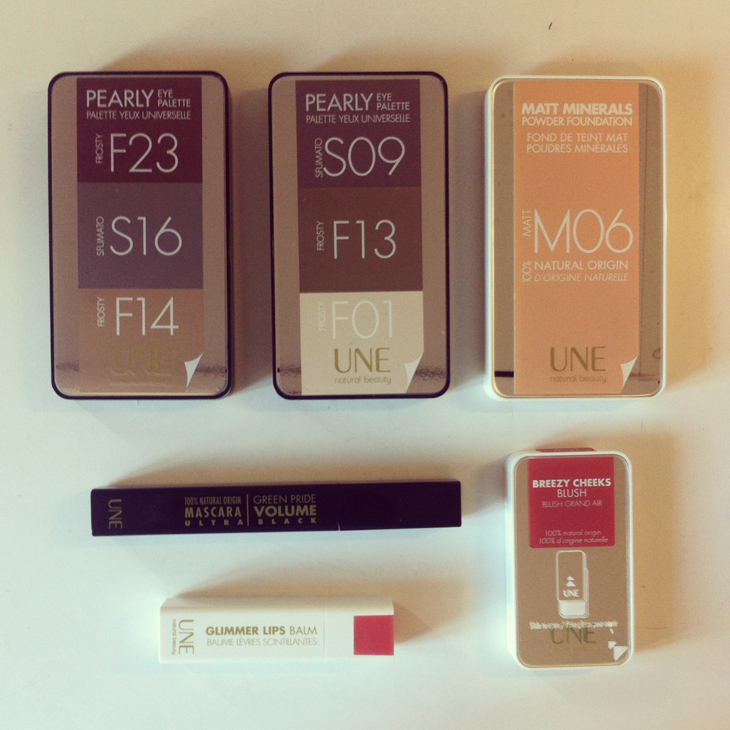 PEARLY EYE PALETTE
PALETTE YEUX UNIVERSELLE
FROSTY F23
SFUMATO S16
FROSTY F14
UNE
PEARLY EYE PALETTE
PALETTE YEUX UNIVERSELLE
SFUMATO S09
FROSTY F13
FROSTY F01
UNE
natural beauty
MATT MINERALS
POWDER FOUNDATION
FOND DE TEINT MAT
POUDRES MINÉRALES
MATT M06
100% NATURAL ORIGIN
D'ORIGINE NATURELLE
UNE
natural beauty
UNE
100% NATURAL ORIGIN
MASCARA
ULTRA
GREEN PRIDE
VOLUME
BLACK
BREEZY CHEEKS
BLUSH
BLUSH GRAND AIR
100% natural origin
100% d'origine naturelle
UNE
UNE
UNE
natural beauty
GLIMMER LIPS BALM
BAUME LÈVRES SCINTILLANTES